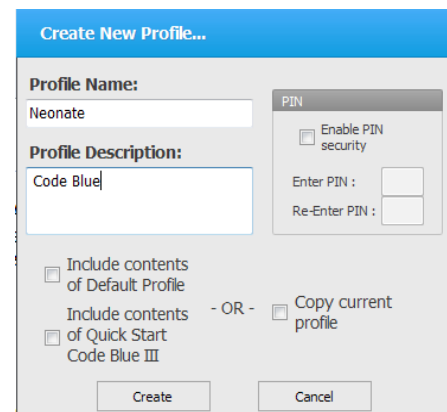 Create New Profile...
Profile Name:
Neonate
Profile Description:
Code Blue
PIN
Enable PIN
security
Enter PIN :
Re-Enter PIN :
Include contents
of Default Profile
Include contents
of Quick Start
Code Blue III
- OR -
Copy current
profile
Create
Cancel